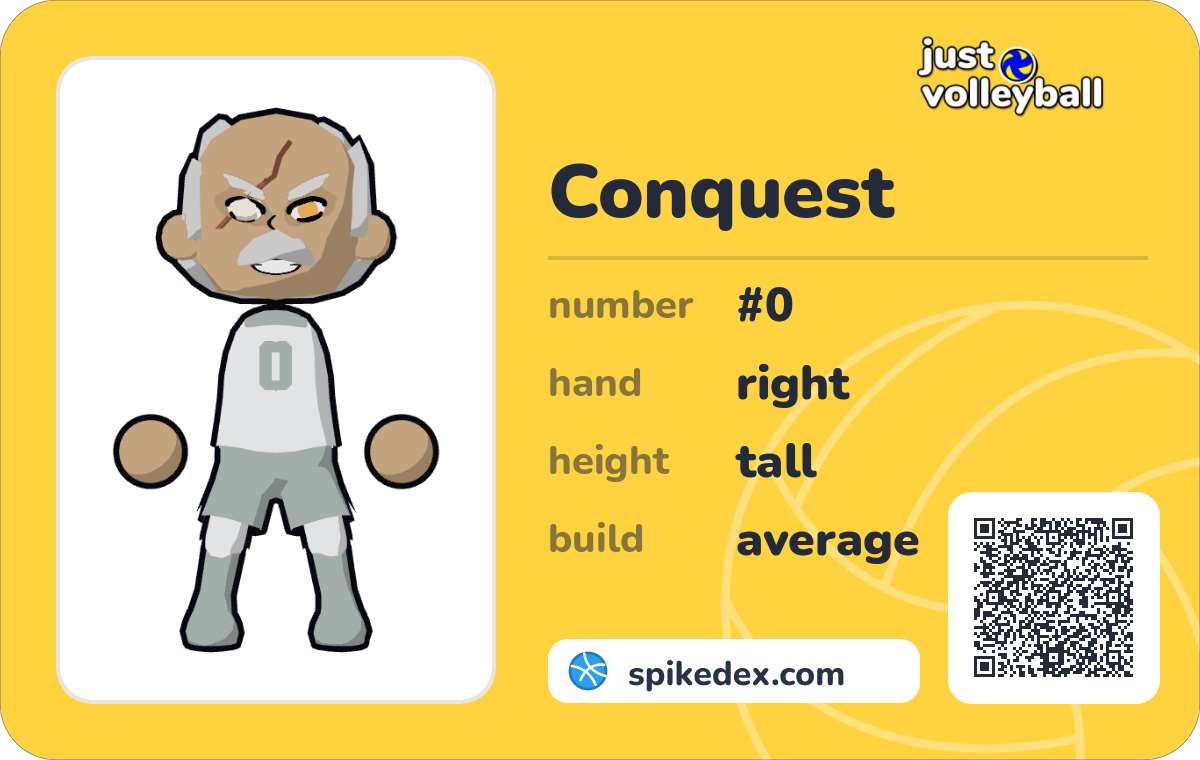 just
volleyball
Conquest
number #0
hand right
height tall
build average
0
spikedex.com